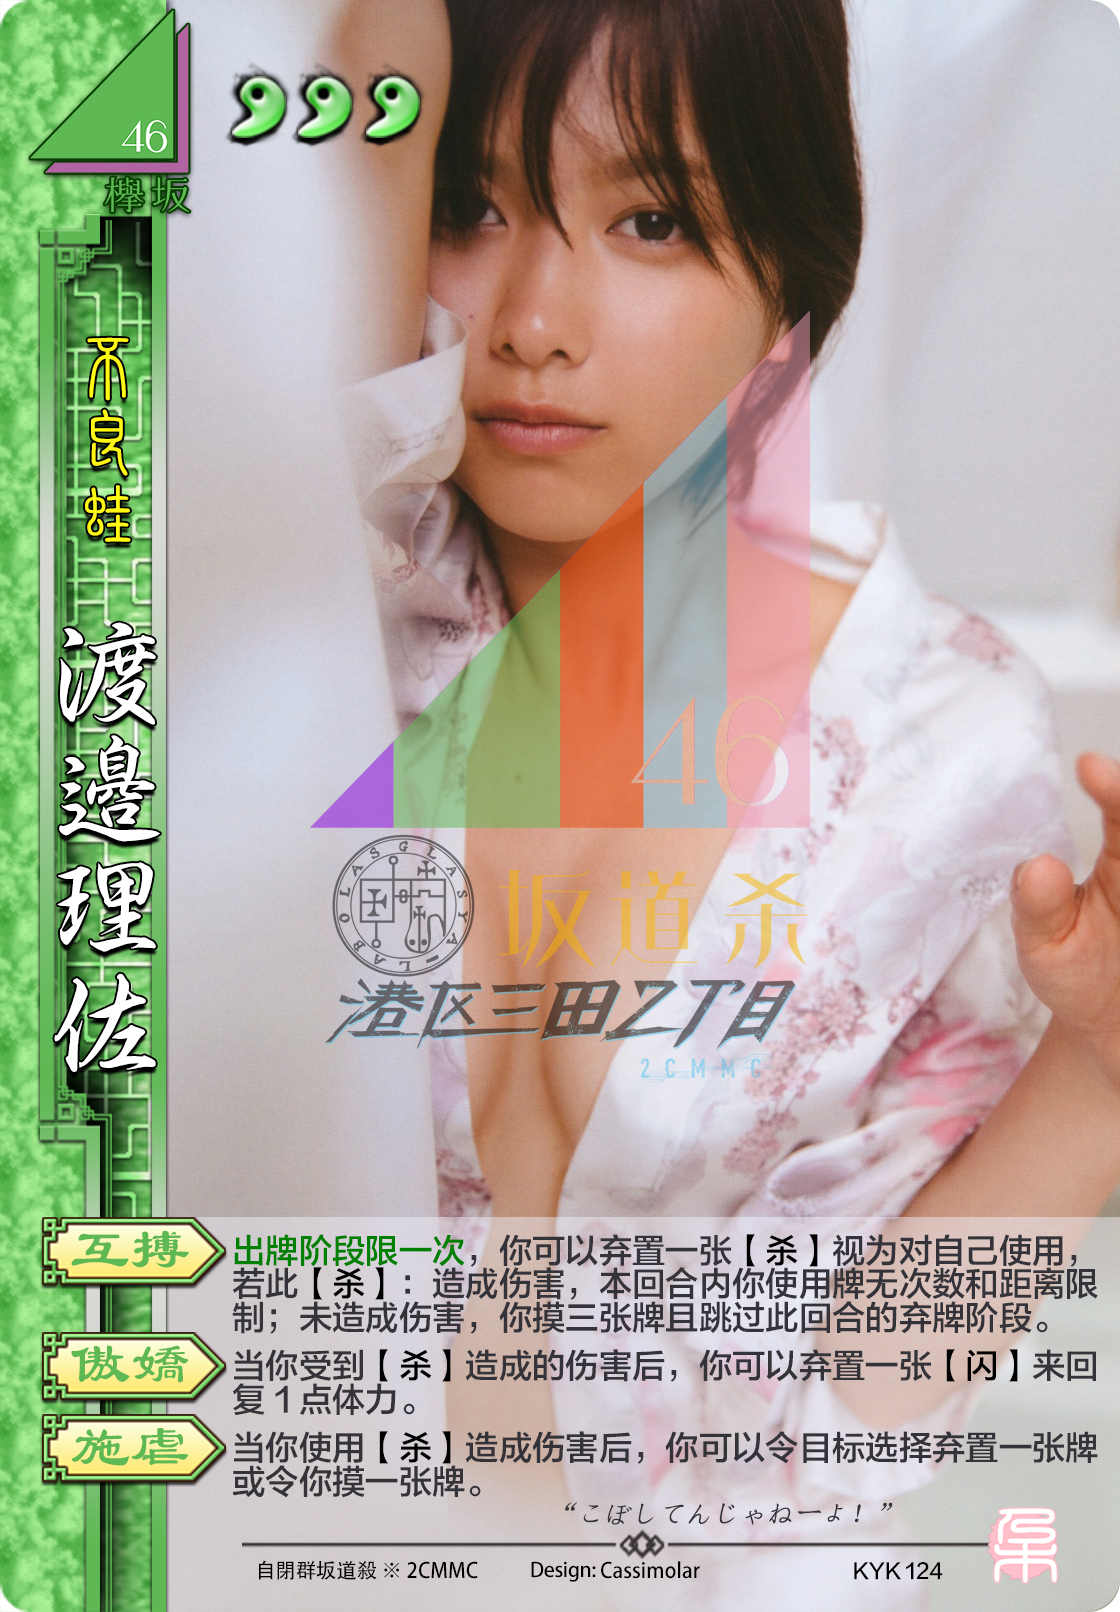 46
欅坂
不良蛙
渡邉理佐
46
GLASYA-LABOLAS
坂道杀
港区三田乙丁目
2CMMC
互搏
出牌阶段限一次，你可以弃置一张【杀】视为对自己使用，
若此【杀】：造成伤害，本回合内你使用牌无次数和距离限
制；未造成伤害，你摸三张牌且跳过此回合的弃牌阶段。
傲嬌
当你受到【杀】造成的伤害后，你可以弃置一张【闪】来回
复1点体力。
施虐
当你使用【杀】造成伤害后，你可以令目标选择弃置一张牌
或令你摸一张牌。
“こぼしてんじゃねーよ！”
自閉群坂道殺 ※ 2CMMC Design: Cassimolar KYK 124